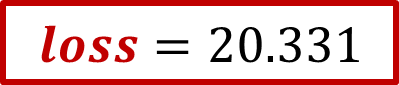 loss = 20.331